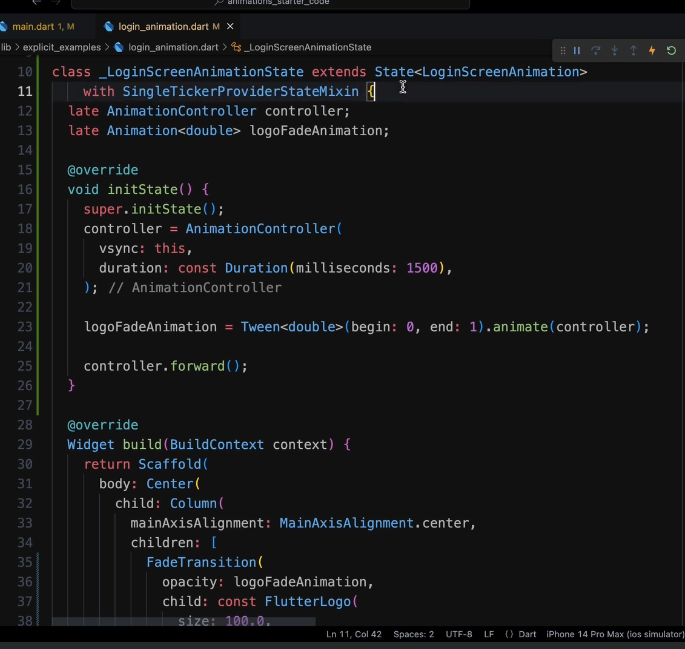 animations_starter_code
main.dart 1, M
login_animation.dart M
lib > explicit_examples > login_animation.dart > _LoginScreenAnimationState
10 class _LoginScreenAnimationState extends State<LoginScreenAnimation>
11 with SingleTickerProviderStateMixin {
12 late AnimationController controller;
13 late Animation<double> logoFadeAnimation;
14
15 @override
16 void initState() {
17 super.initState();
18 controller = AnimationController(
19 vsync: this,
20 duration: const Duration(milliseconds: 1500),
21 ); // AnimationController
22
23 logoFadeAnimation = Tween<double>(begin: 0, end: 1).animate(controller);
24
25 controller.forward();
26 }
27
28 @override
29 Widget build(BuildContext context) {
30 return Scaffold(
31 body: Center(
32 child: Column(
33 mainAxisAlignment: MainAxisAlignment.center,
34 children: [
35 FadeTransition(
36 opacity: logoFadeAnimation,
37 child: const FlutterLogo(
38 size: 100.0,
Ln 11, Col 42 Spaces: 2 UTF-8 LF {} Dart iPhone 14 Pro Max (ios simulator)